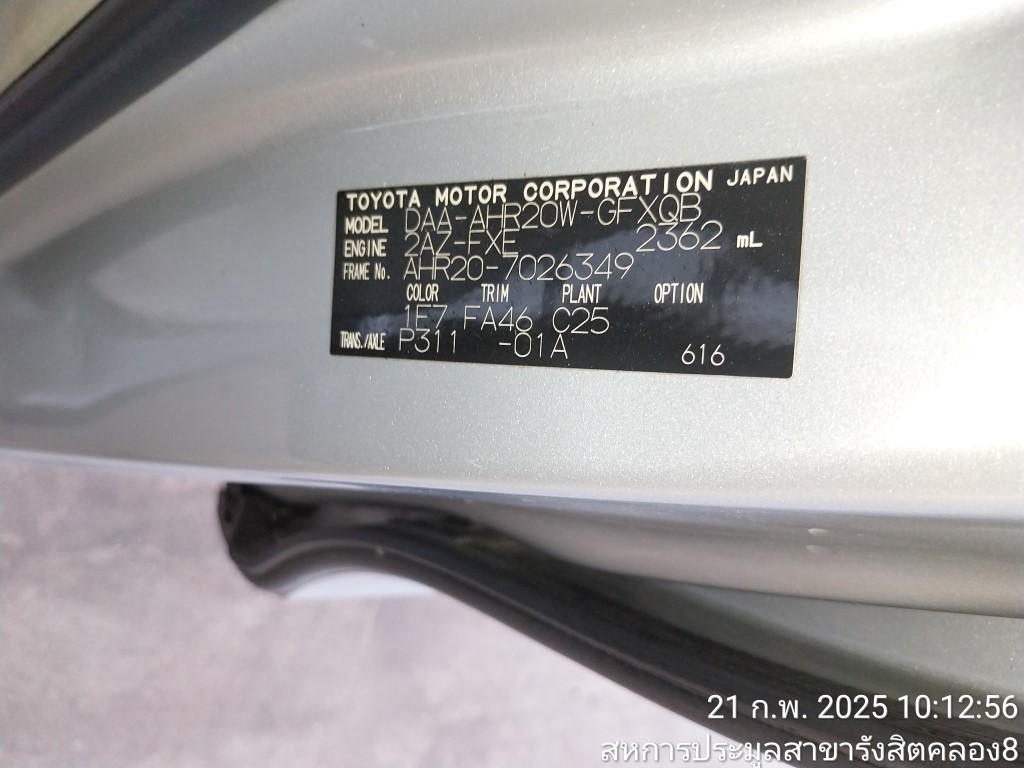 TOYOTA MOTOR CORPORATION JAPAN
MODEL DAA-AHR20W-GFXQB
ENGINE 2AZ-FXE 2362 mL
FRAME No. AHR20-7026349
COLOR TRIM PLANT OPTION
1E7 FA46 C25
TRANS./AXLE P311 -01A 616
21 ก.พ. 2025 10:12:56
สหการประมูลสาขารังสิตคลอง8